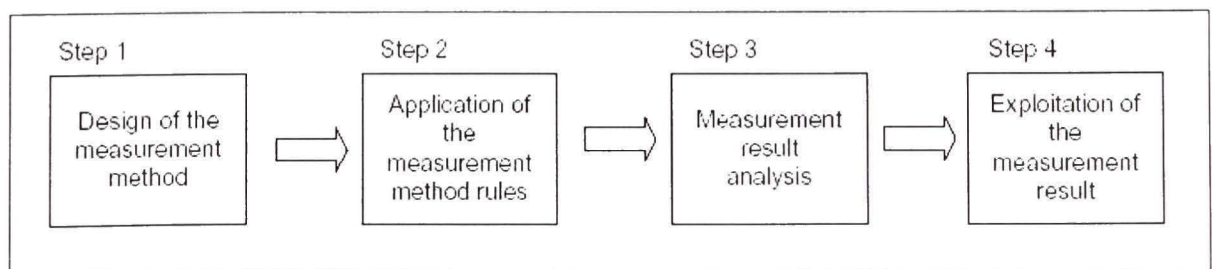 Step 1
Design of the
measurement
method
Step 2
Application of
the
measurement
method rules
Step 3
Measurement
result
analysis
Step 4
Exploitation of
the
measurement
result